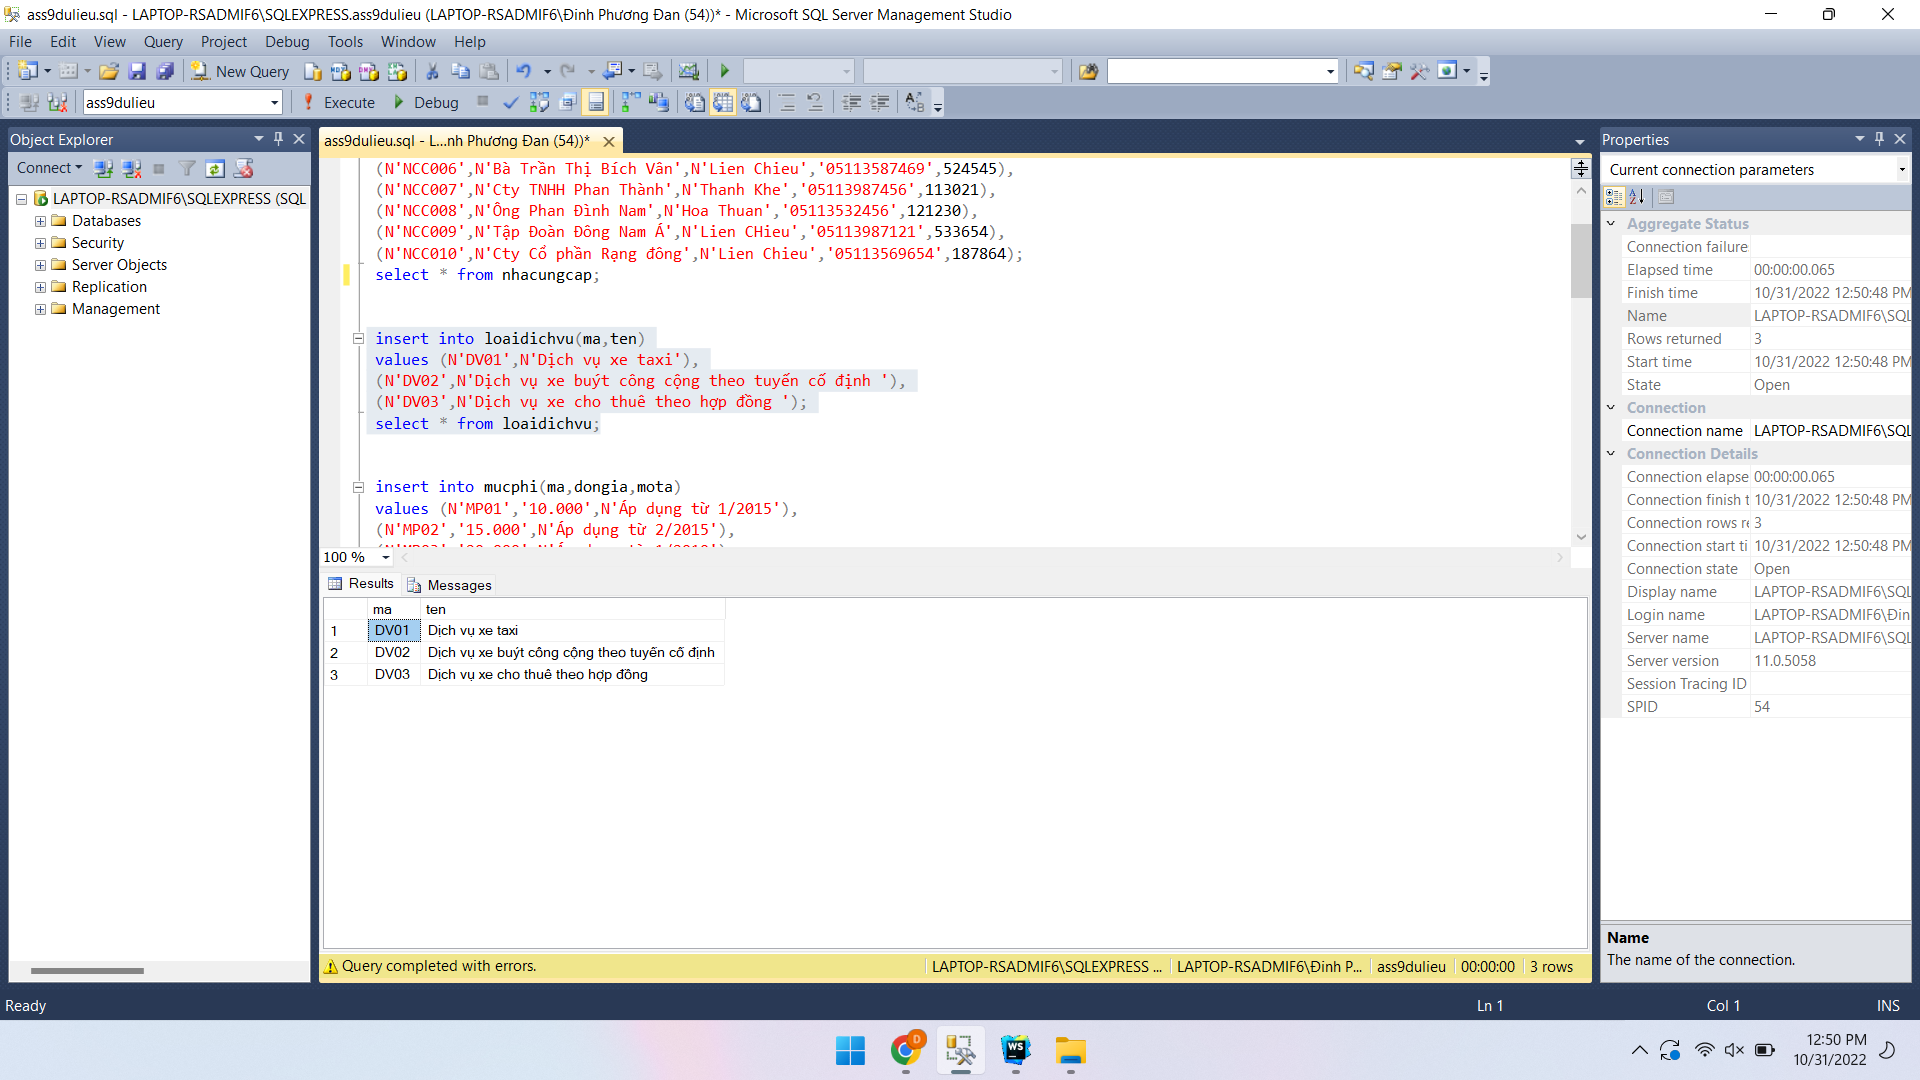 ass9dulieu.sql - LAPTOP-RSADMIF6\SQLEXPRESS.ass9dulieu (LAPTOP-RSADMIF6\Đinh Phương Đan (54))* - Microsoft SQL Server Management Studio
File Edit View Query Project Debug Tools Window Help
New Query
ass9dulieu Execute Debug
Object Explorer
Connect
LAPTOP-RSADMIF6\SQLEXPRESS (SQL
Databases
Security
Server Objects
Replication
Management
ass9dulieu.sql - L...nh Phương Đan (54))*
(N'NCC006',N'Bà Trần Thị Bích Vân',N'Lien Chieu','05113587469',524545),
(N'NCC007',N'Cty TNHH Phan Thành',N'Thanh Khe','05113987456',113021),
(N'NCC008',N'Ông Phan Đình Nam',N'Hoa Thuan','05113532456',121230),
(N'NCC009',N'Tập Đoàn Đông Nam Á',N'Lien CHieu','05113987121',533654),
(N'NCC010',N'Cty Cổ phần Rạng đông',N'Lien Chieu','05113569654',187864);
select * from nhacungcap;
insert into loaidichvu(ma,ten)
values (N'DV01',N'Dịch vụ xe taxi'),
(N'DV02',N'Dịch vụ xe buýt công cộng theo tuyến cố định '),
(N'DV03',N'Dịch vụ xe cho thuê theo hợp đồng ');
select * from loaidichvu;
insert into mucphi(ma,dongia,mota)
values (N'MP01','10.000',N'Áp dụng từ 1/2015'),
(N'MP02','15.000',N'Áp dụng từ 2/2015'),
100 %
Results Messages
ma ten
1 DV01 Dịch vụ xe taxi
2 DV02 Dịch vụ xe buýt công cộng theo tuyến cố định
3 DV03 Dịch vụ xe cho thuê theo hợp đồng
Query completed with errors. LAPTOP-RSADMIF6\SQLEXPRESS ... LAPTOP-RSADMIF6\Đinh P... ass9dulieu 00:00:00 3 rows
Properties
Current connection parameters
Aggregate Status
Connection failure
Elapsed time 00:00:00.065
Finish time 10/31/2022 12:50:48 PM
Name LAPTOP-RSADMIF6\SQL
Rows returned 3
Start time 10/31/2022 12:50:48 PM
State Open
Connection
Connection name LAPTOP-RSADMIF6\SQL
Connection Details
Connection elapse 00:00:00.065
Connection finish t 10/31/2022 12:50:48 PM
Connection rows re 3
Connection start ti 10/31/2022 12:50:48 PM
Connection state Open
Display name LAPTOP-RSADMIF6\SQL
Login name LAPTOP-RSADMIF6\Đin
Server name LAPTOP-RSADMIF6\SQL
Server version 11.0.5058
Session Tracing ID
SPID 54
Name
The name of the connection.
Ready Ln 1 Col 1 INS
D
WS
12:50 PM
10/31/2022